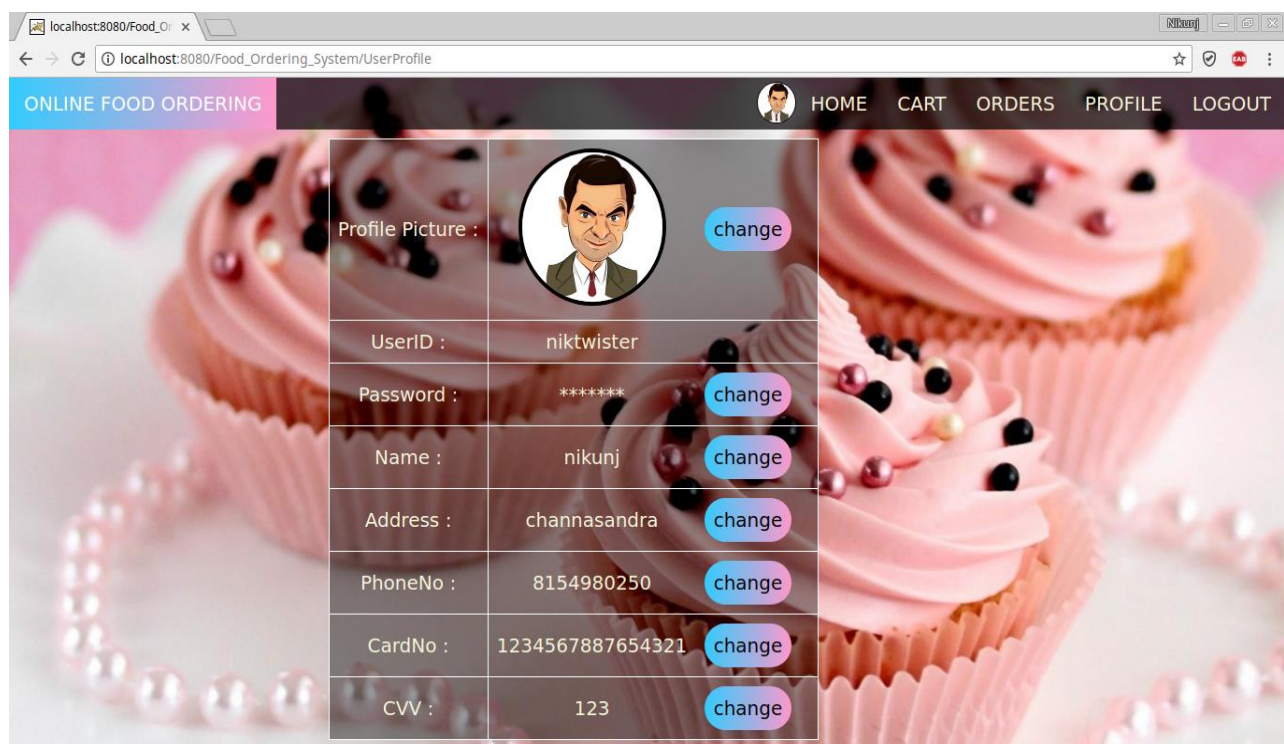 localhost:8080/Food_Or
Nikunj
localhost:8080/Food_Ordering_System/UserProfile
EAB
ONLINE FOOD ORDERING HOME CART ORDERS PROFILE LOGOUT
Profile Picture : change
UserID : niktwister
Password : ******* change
Name : nikunj change
Address : channasandra change
PhoneNo : 8154980250 change
CardNo : 1234567887654321 change
CVV : 123 change